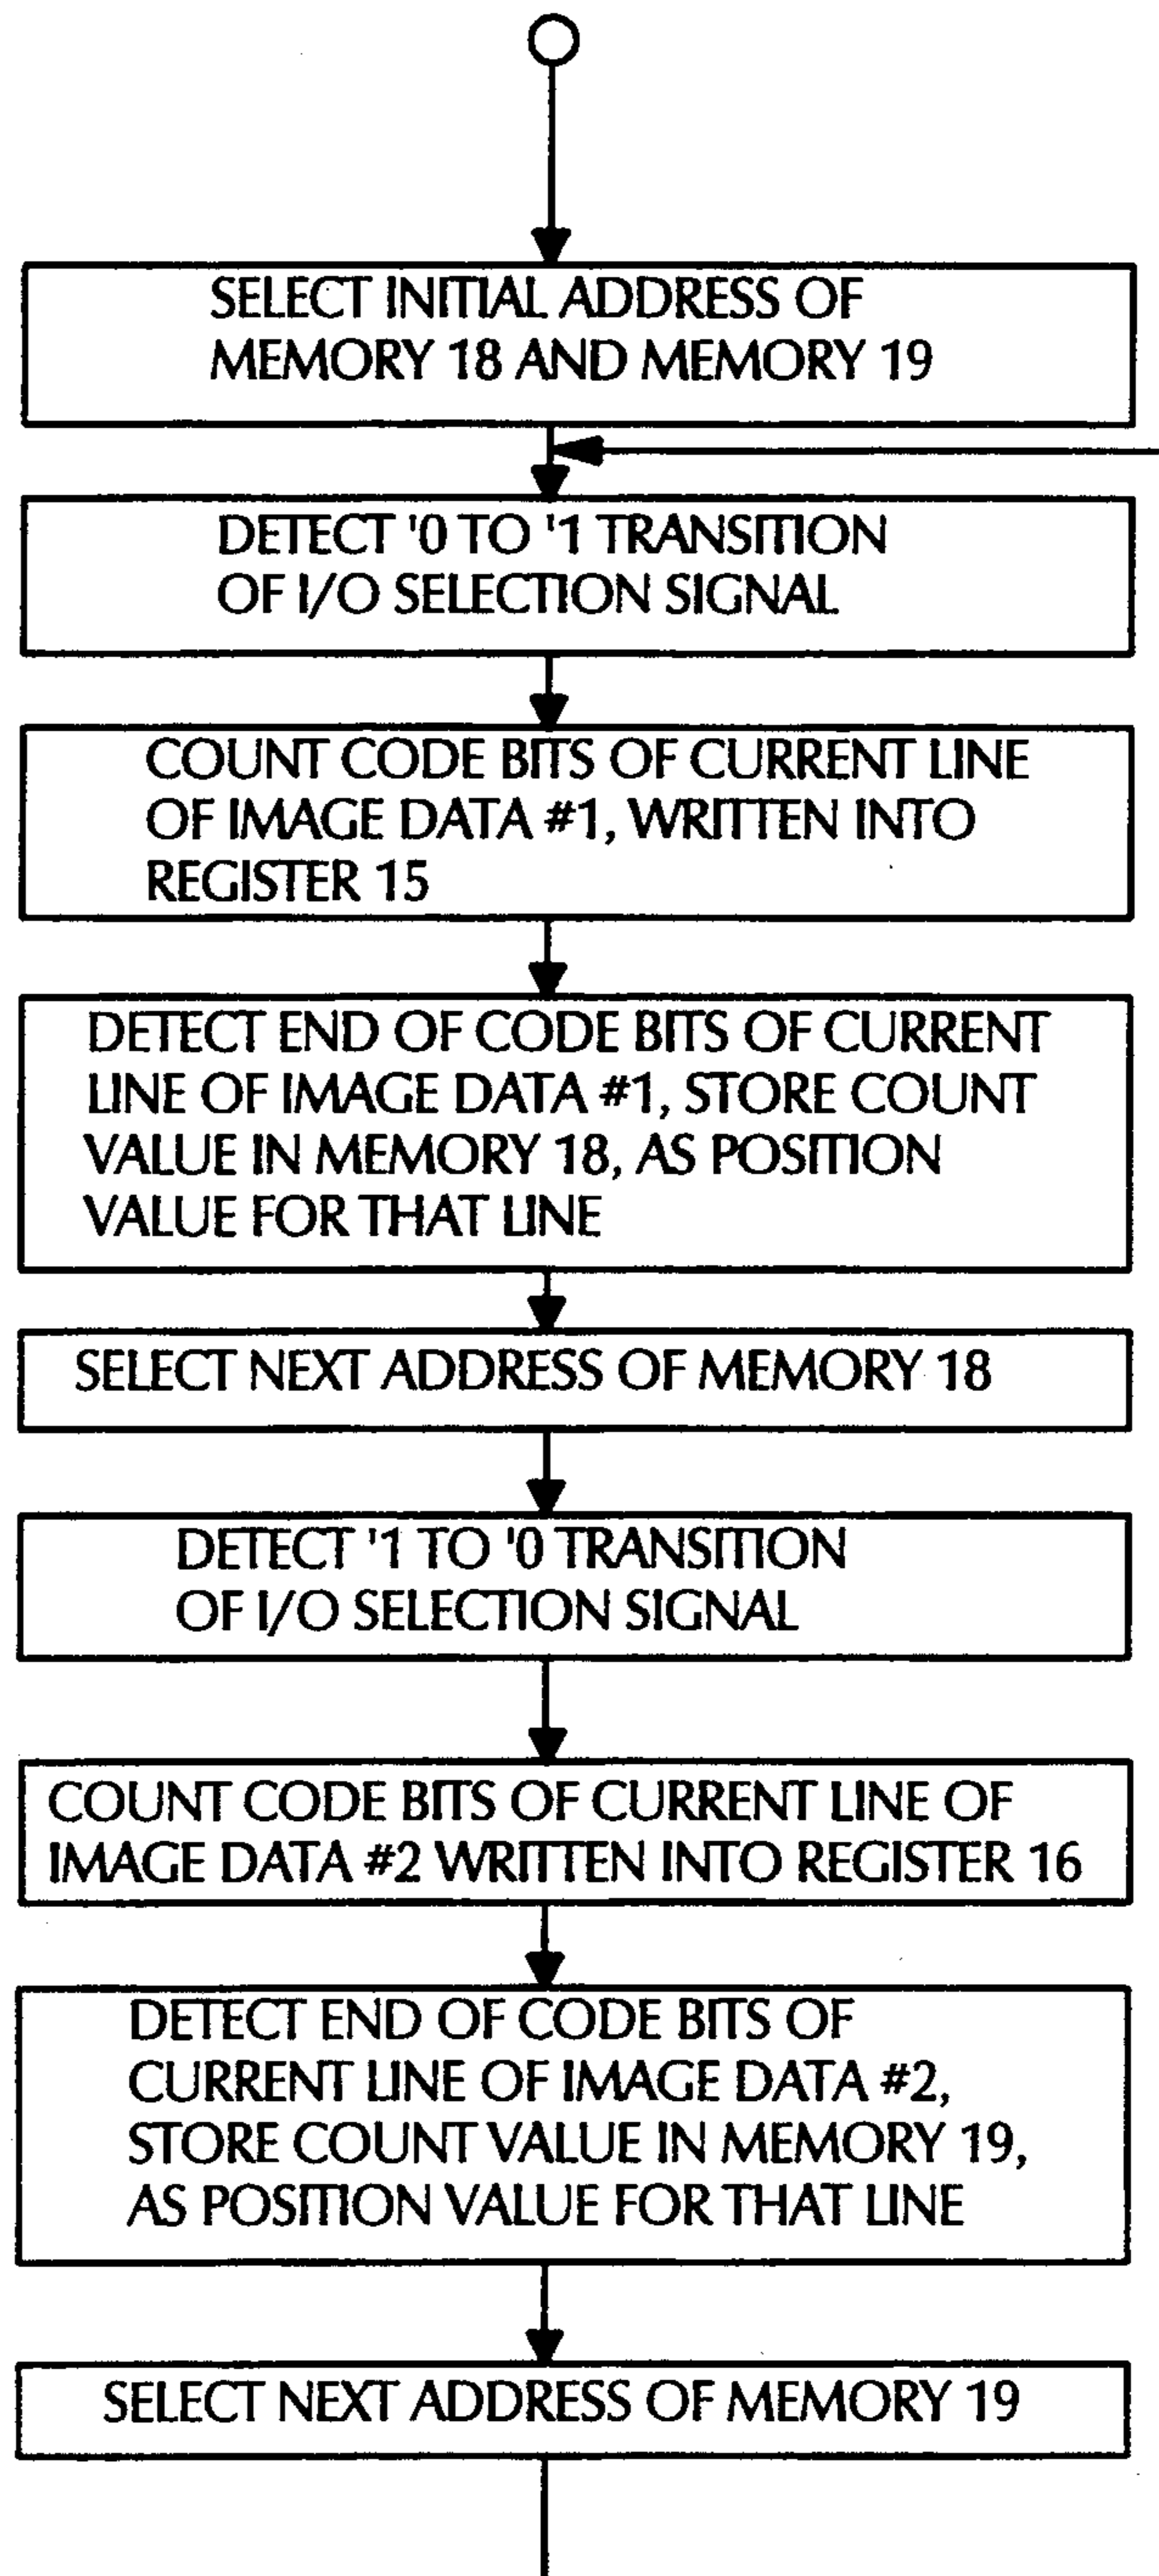 SELECT INITIAL ADDRESS OF
MEMORY 18 AND MEMORY 19
DETECT '0 TO '1 TRANSITION
OF I/O SELECTION SIGNAL
COUNT CODE BITS OF CURRENT LINE
OF IMAGE DATA #1, WRITTEN INTO
REGISTER 15
DETECT END OF CODE BITS OF CURRENT
LINE OF IMAGE DATA #1, STORE COUNT
VALUE IN MEMORY 18, AS POSITION
VALUE FOR THAT LINE
SELECT NEXT ADDRESS OF MEMORY 18
DETECT '1 TO '0 TRANSITION
OF I/O SELECTION SIGNAL
COUNT CODE BITS OF CURRENT LINE OF
IMAGE DATA #2 WRITTEN INTO REGISTER 16
DETECT END OF CODE BITS OF
CURRENT LINE OF IMAGE DATA #2,
STORE COUNT VALUE IN MEMORY 19,
AS POSITION VALUE FOR THAT LINE
SELECT NEXT ADDRESS OF MEMORY 19